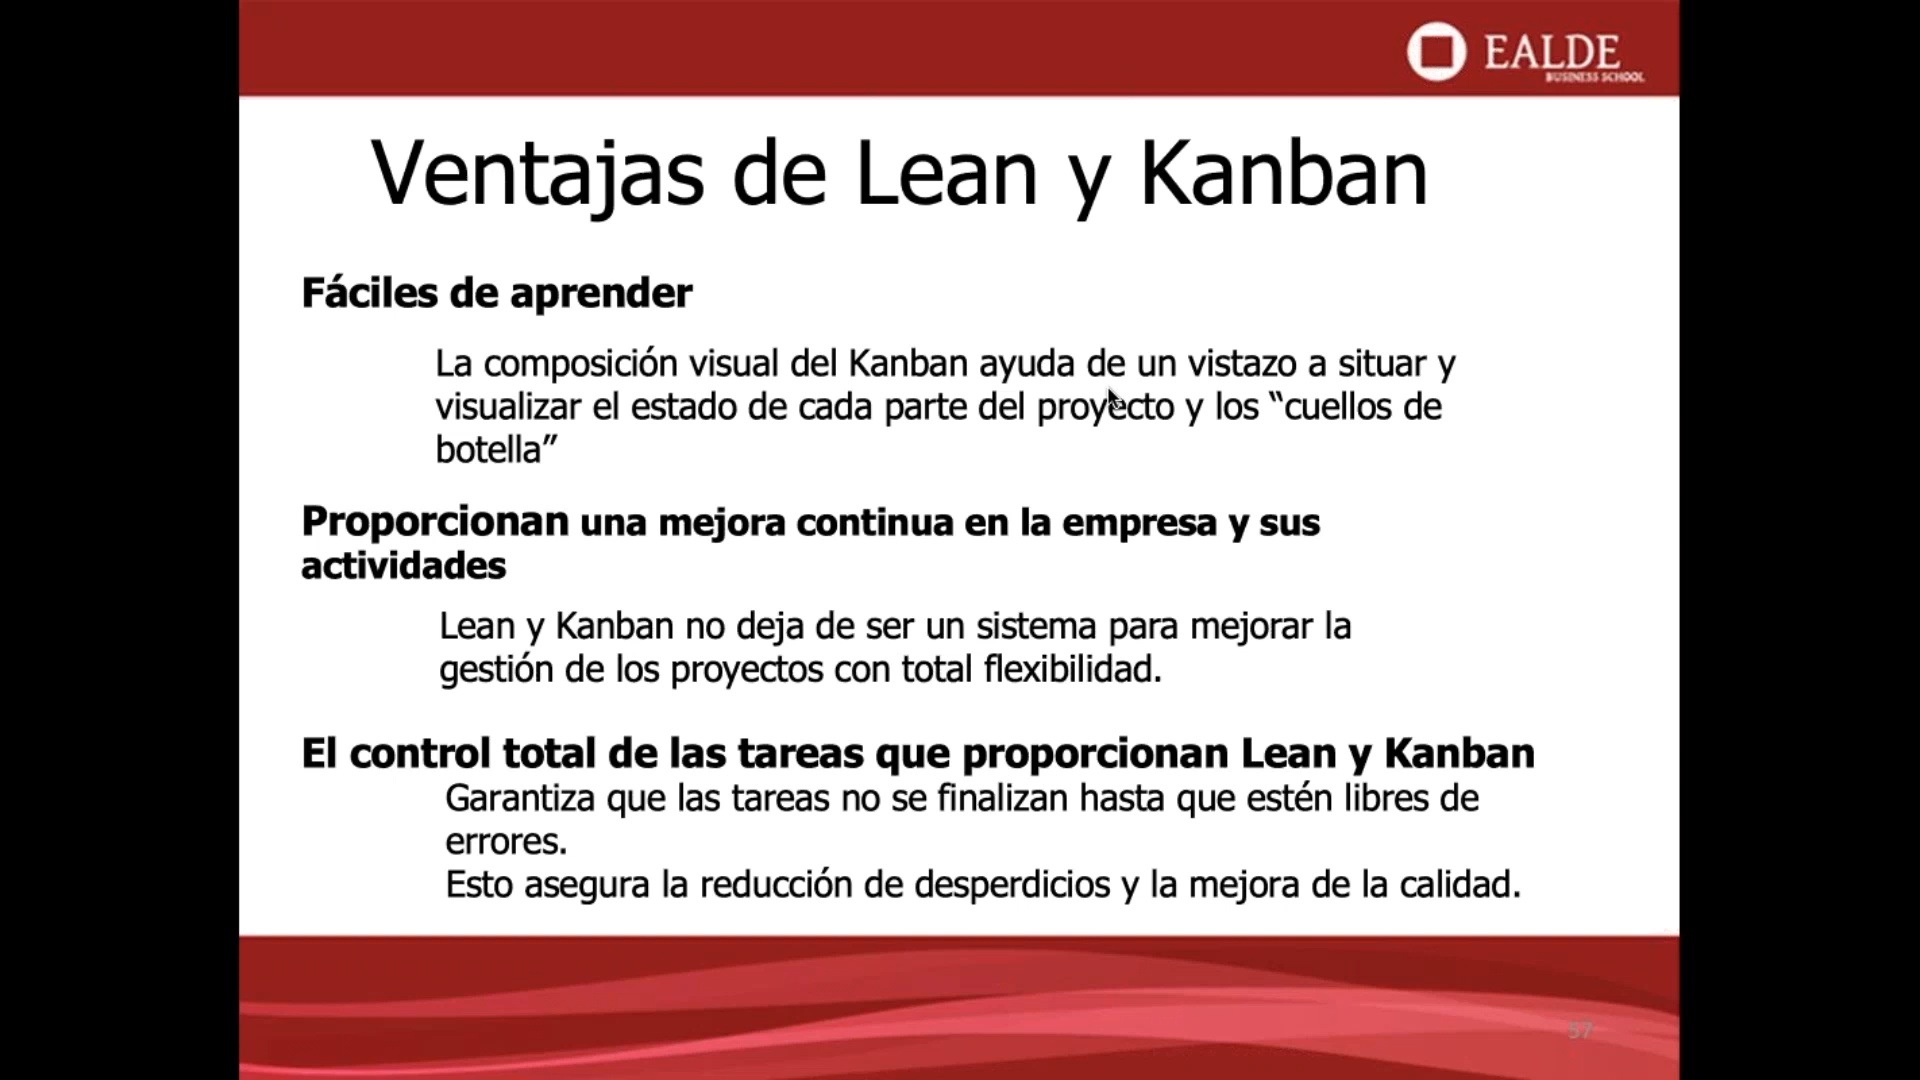 EALDE
BUSINESS SCHOOL
Ventajas de Lean y Kanban
Fáciles de aprender
La composición visual del Kanban ayuda de un vistazo a situar y
visualizar el estado de cada parte del proyecto y los “cuellos de
botella”
Proporcionan una mejora continua en la empresa y sus
actividades
Lean y Kanban no deja de ser un sistema para mejorar la
gestión de los proyectos con total flexibilidad.
El control total de las tareas que proporcionan Lean y Kanban
Garantiza que las tareas no se finalizan hasta que estén libres de
errores.
Esto asegura la reducción de desperdicios y la mejora de la calidad.
57